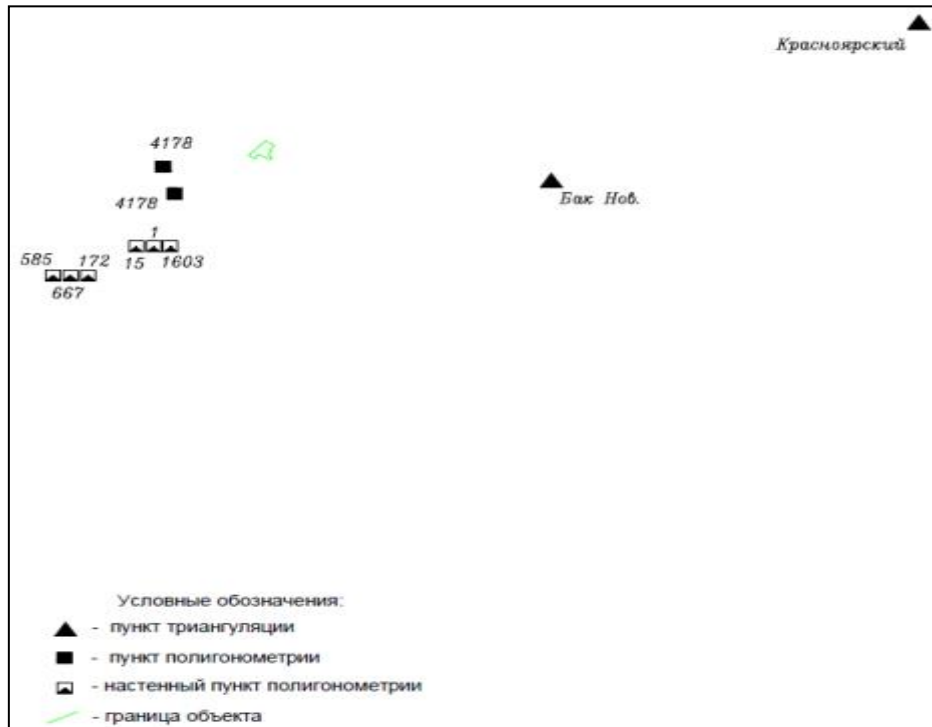 Красноярский
4178
Бак Нов.
4178
1
585
172
15
1603
667
Условные обозначения:
- пункт триангуляции
- пункт полигонометрии
- настенный пункт полигонометрии
- граница объекта